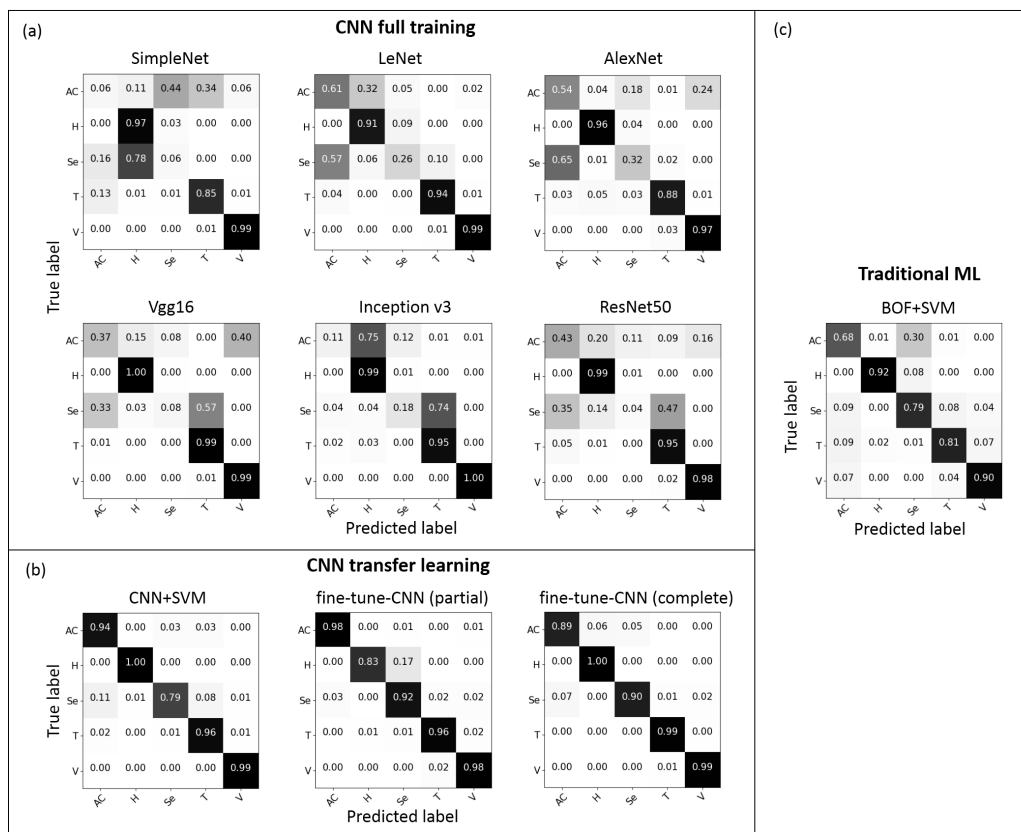 (a)
CNN full training
SimpleNet
LeNet
AlexNet
AC 0.06 0.11 0.44 0.34 0.06
H 0.00 0.97 0.03 0.00 0.00
Se 0.16 0.78 0.06 0.00 0.00
T 0.13 0.01 0.01 0.85 0.01
V 0.00 0.00 0.00 0.01 0.99
AC H Se T V
AC 0.61 0.32 0.05 0.00 0.02
H 0.00 0.91 0.09 0.00 0.00
Se 0.57 0.06 0.26 0.10 0.00
T 0.04 0.00 0.00 0.94 0.01
V 0.00 0.00 0.00 0.01 0.99
AC H Se T V
AC 0.54 0.04 0.18 0.01 0.24
H 0.00 0.96 0.04 0.00 0.00
Se 0.65 0.01 0.32 0.02 0.00
T 0.03 0.05 0.03 0.88 0.01
V 0.00 0.00 0.00 0.03 0.97
AC H Se T V
True label
Vgg16
Inception v3
ResNet50
AC 0.37 0.15 0.08 0.00 0.40
H 0.00 1.00 0.00 0.00 0.00
Se 0.33 0.03 0.08 0.57 0.00
T 0.01 0.00 0.00 0.99 0.00
V 0.00 0.00 0.00 0.01 0.99
AC H Se T V
AC 0.11 0.75 0.12 0.01 0.01
H 0.00 0.99 0.01 0.00 0.00
Se 0.04 0.04 0.18 0.74 0.00
T 0.02 0.03 0.00 0.95 0.00
V 0.00 0.00 0.00 0.00 1.00
AC H Se T V
AC 0.43 0.20 0.11 0.09 0.16
H 0.00 0.99 0.01 0.00 0.00
Se 0.35 0.14 0.04 0.47 0.00
T 0.05 0.01 0.00 0.95 0.00
V 0.00 0.00 0.00 0.02 0.98
AC H Se T V
Predicted label
(b)
CNN transfer learning
CNN+SVM
fine-tune-CNN (partial)
fine-tune-CNN (complete)
AC 0.94 0.00 0.03 0.03 0.00
H 0.00 1.00 0.00 0.00 0.00
Se 0.11 0.01 0.79 0.08 0.01
T 0.02 0.00 0.01 0.96 0.01
V 0.00 0.00 0.00 0.00 0.99
AC H Se T V
AC 0.98 0.00 0.01 0.00 0.01
H 0.00 0.83 0.17 0.00 0.00
Se 0.03 0.00 0.92 0.02 0.02
T 0.00 0.01 0.01 0.96 0.02
V 0.00 0.00 0.00 0.02 0.98
AC H Se T V
AC 0.89 0.06 0.05 0.00 0.00
H 0.00 1.00 0.00 0.00 0.00
Se 0.07 0.00 0.90 0.01 0.02
T 0.00 0.00 0.00 0.99 0.00
V 0.00 0.00 0.00 0.01 0.99
AC H Se T V
True label
Predicted label
(c)
Traditional ML
BOF+SVM
AC 0.68 0.01 0.30 0.01 0.00
H 0.00 0.92 0.08 0.00 0.00
Se 0.09 0.00 0.79 0.08 0.04
T 0.09 0.02 0.01 0.81 0.07
V 0.07 0.00 0.00 0.04 0.90
AC H Se T V
True label
Predicted label